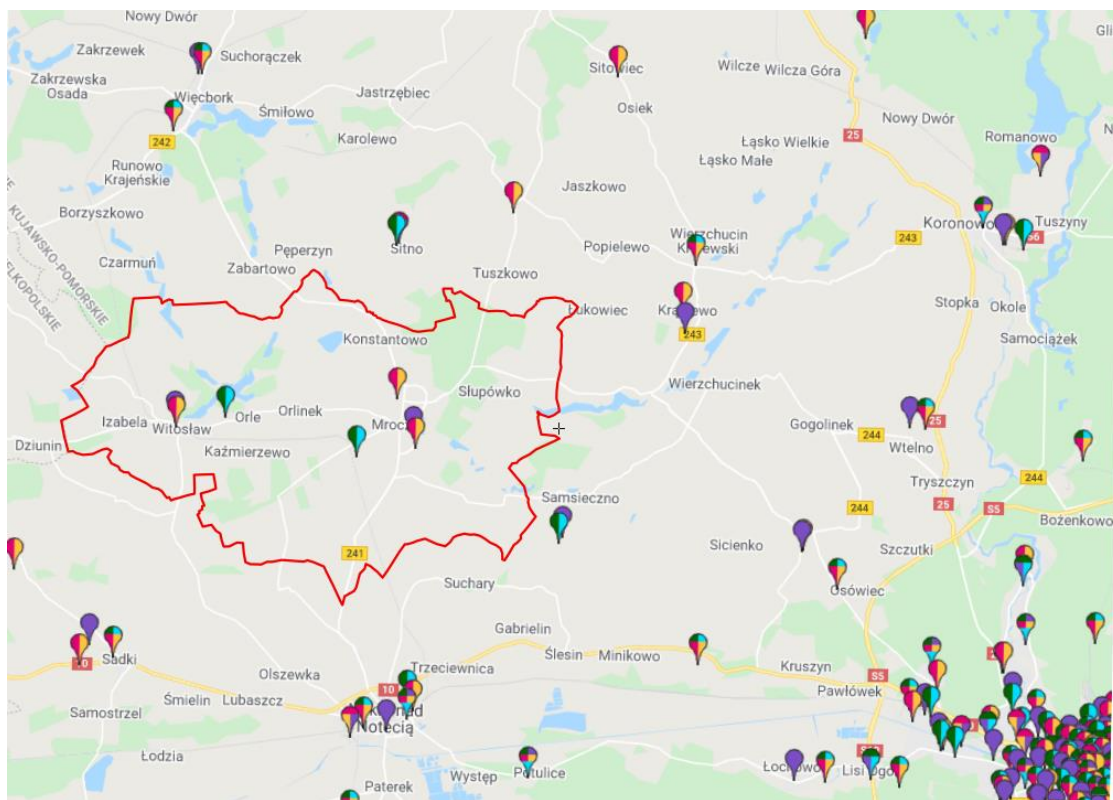 Nowy Dwór
Zakrzewek
Suchorączek
Zakrzewska
Osada
Więcbork
Śmiłowo
Jastrzębiec
Karolewo
242
Runowo
Krajeńskie
Borzyszkowo
Sitowiec
Osiek
Wilcze
Wilcza Góra
25
Nowy Dwór
Łąsko Wielkie
Łąsko Małe
Romanowo
Jaszkowo
Koronowo
Tuszyny
KUJAWSKO-POMORSKIE
Czarmuń
Pęperzyn
Zabartowo
Sitno
Popielewo
Wierzchucin
243
Tuszkowo
Stopka
Okole
243
Samociążek
Konstantowo
Słupówko
Wierzchucinek
Izabela
Witosław
Orle
Orlinek
Dziunin
Kaźmierzewo
Gogolinek
244
25
Wtelno
Tryszczyn
244
25
S5
Bożenkowo
Samsieczno
244
Sicienko
Szczutki
241
Suchary
Osówiec
Gabrielin
Ślesin
Minikowo
Kruszyn
S5
Pawłówek
Sadki
Olszewka
Trzeciewnica
10
Samostrzel
Śmielin
Lubaszcz
Notecią
Łodzia
Występ
Potulice
Paterek